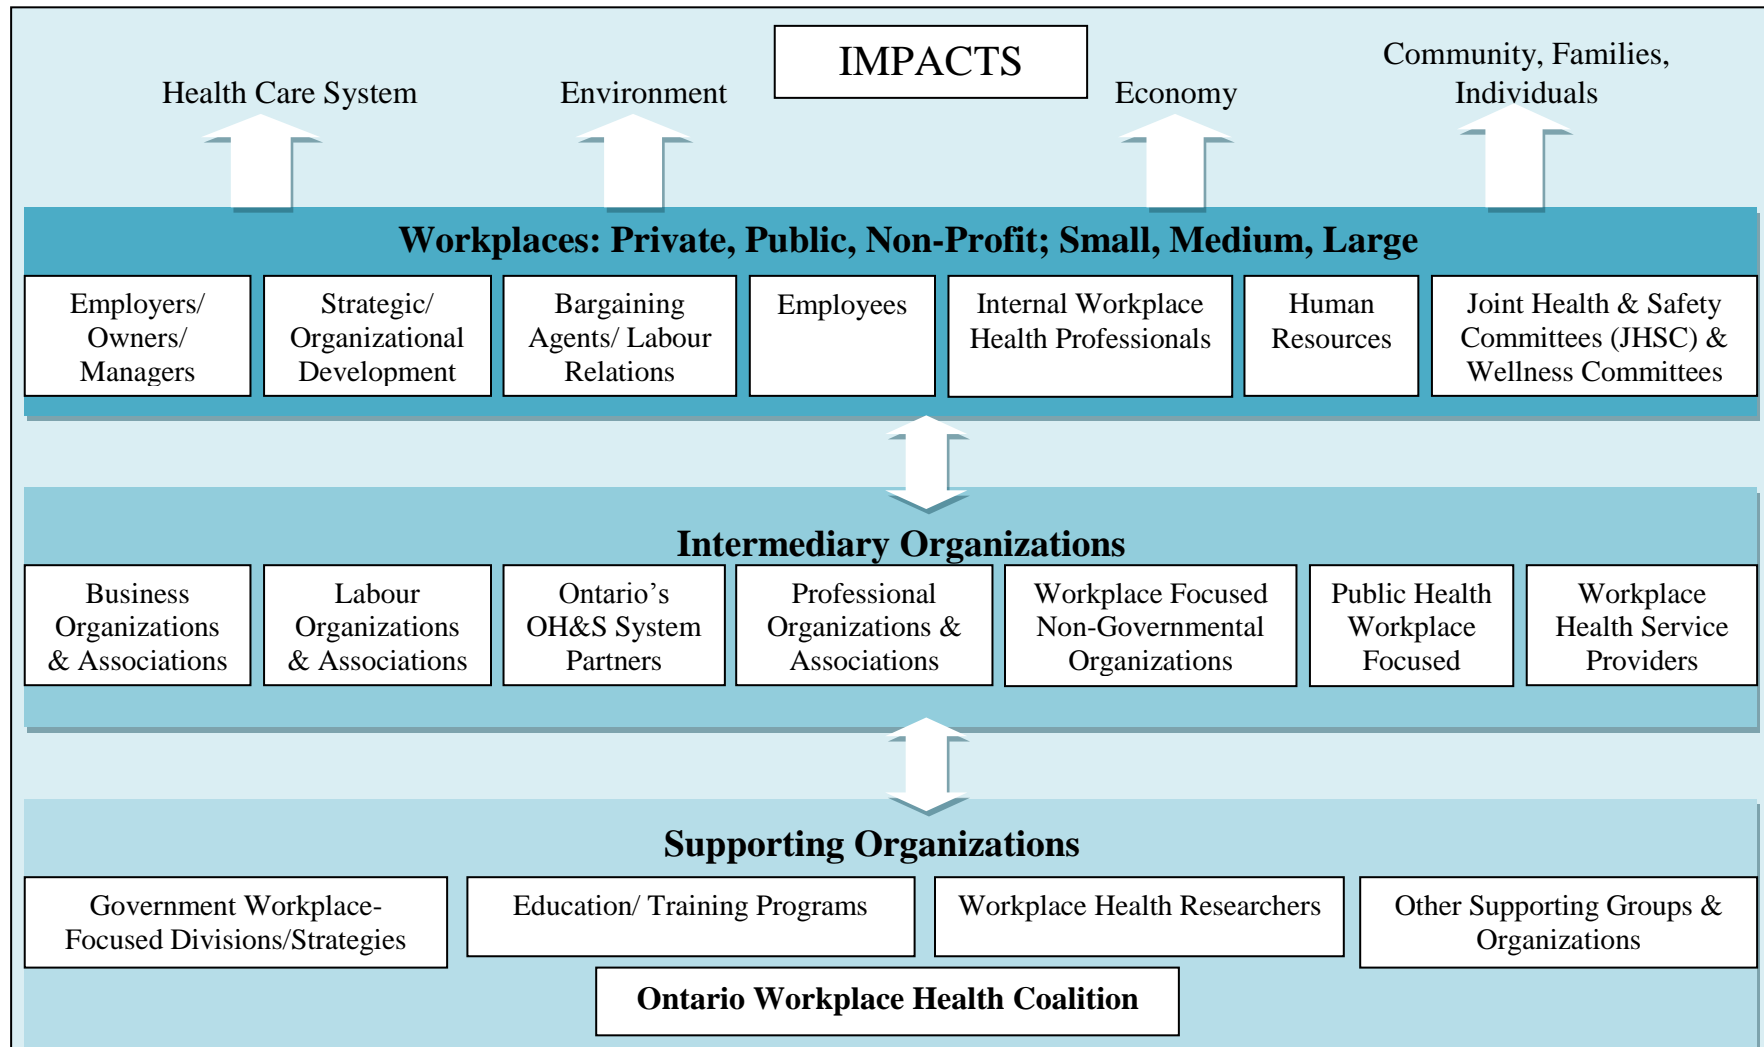 IMPACTS
Health Care System
Environment
Economy
Community, Families,
Individuals
Workplaces: Private, Public, Non-Profit; Small, Medium, Large
Employers/
Owners/
Managers
Strategic/
Organizational
Development
Bargaining
Agents/ Labour
Relations
Employees
Internal Workplace
Health Professionals
Human
Resources
Joint Health & Safety
Committees (JHSC) &
Wellness Committees
Intermediary Organizations
Business
Organizations
& Associations
Labour
Organizations
& Associations
Ontario’s
OH&S System
Partners
Professional
Organizations &
Associations
Workplace Focused
Non-Governmental
Organizations
Public Health
Workplace
Focused
Workplace
Health Service
Providers
Supporting Organizations
Government Workplace-
Focused Divisions/Strategies
Education/ Training Programs
Workplace Health Researchers
Other Supporting Groups &
Organizations
Ontario Workplace Health Coalition